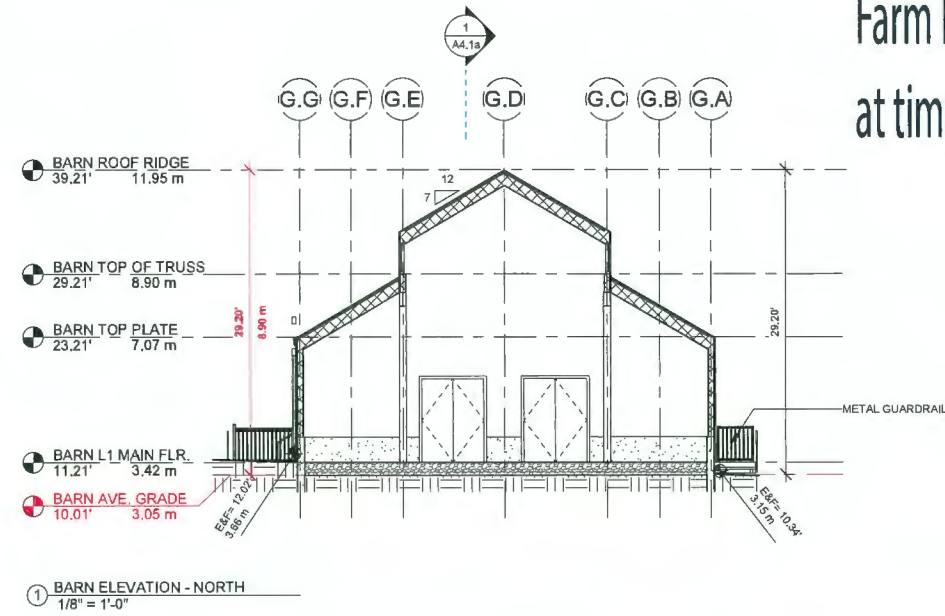 Farm
at tim
1
A4.1a
G.G G.F G.E G.D G.C G.B G.A
BARN ROOF RIDGE
39.21' 11.95 m
12
7
BARN TOP OF TRUSS
29.21' 8.90 m
29.20'
8.90 m
29.20'
BARN TOP PLATE
23.21' 7.07 m
METAL GUARDRAIL
BARN L1 MAIN FLR.
11.21' 3.42 m
BARN AVE. GRADE
10.01' 3.05 m
E&F= 12.02'
3.66 m
E&F= 10.34'
3.15 m
1 BARN ELEVATION - NORTH
1/8" = 1'-0"